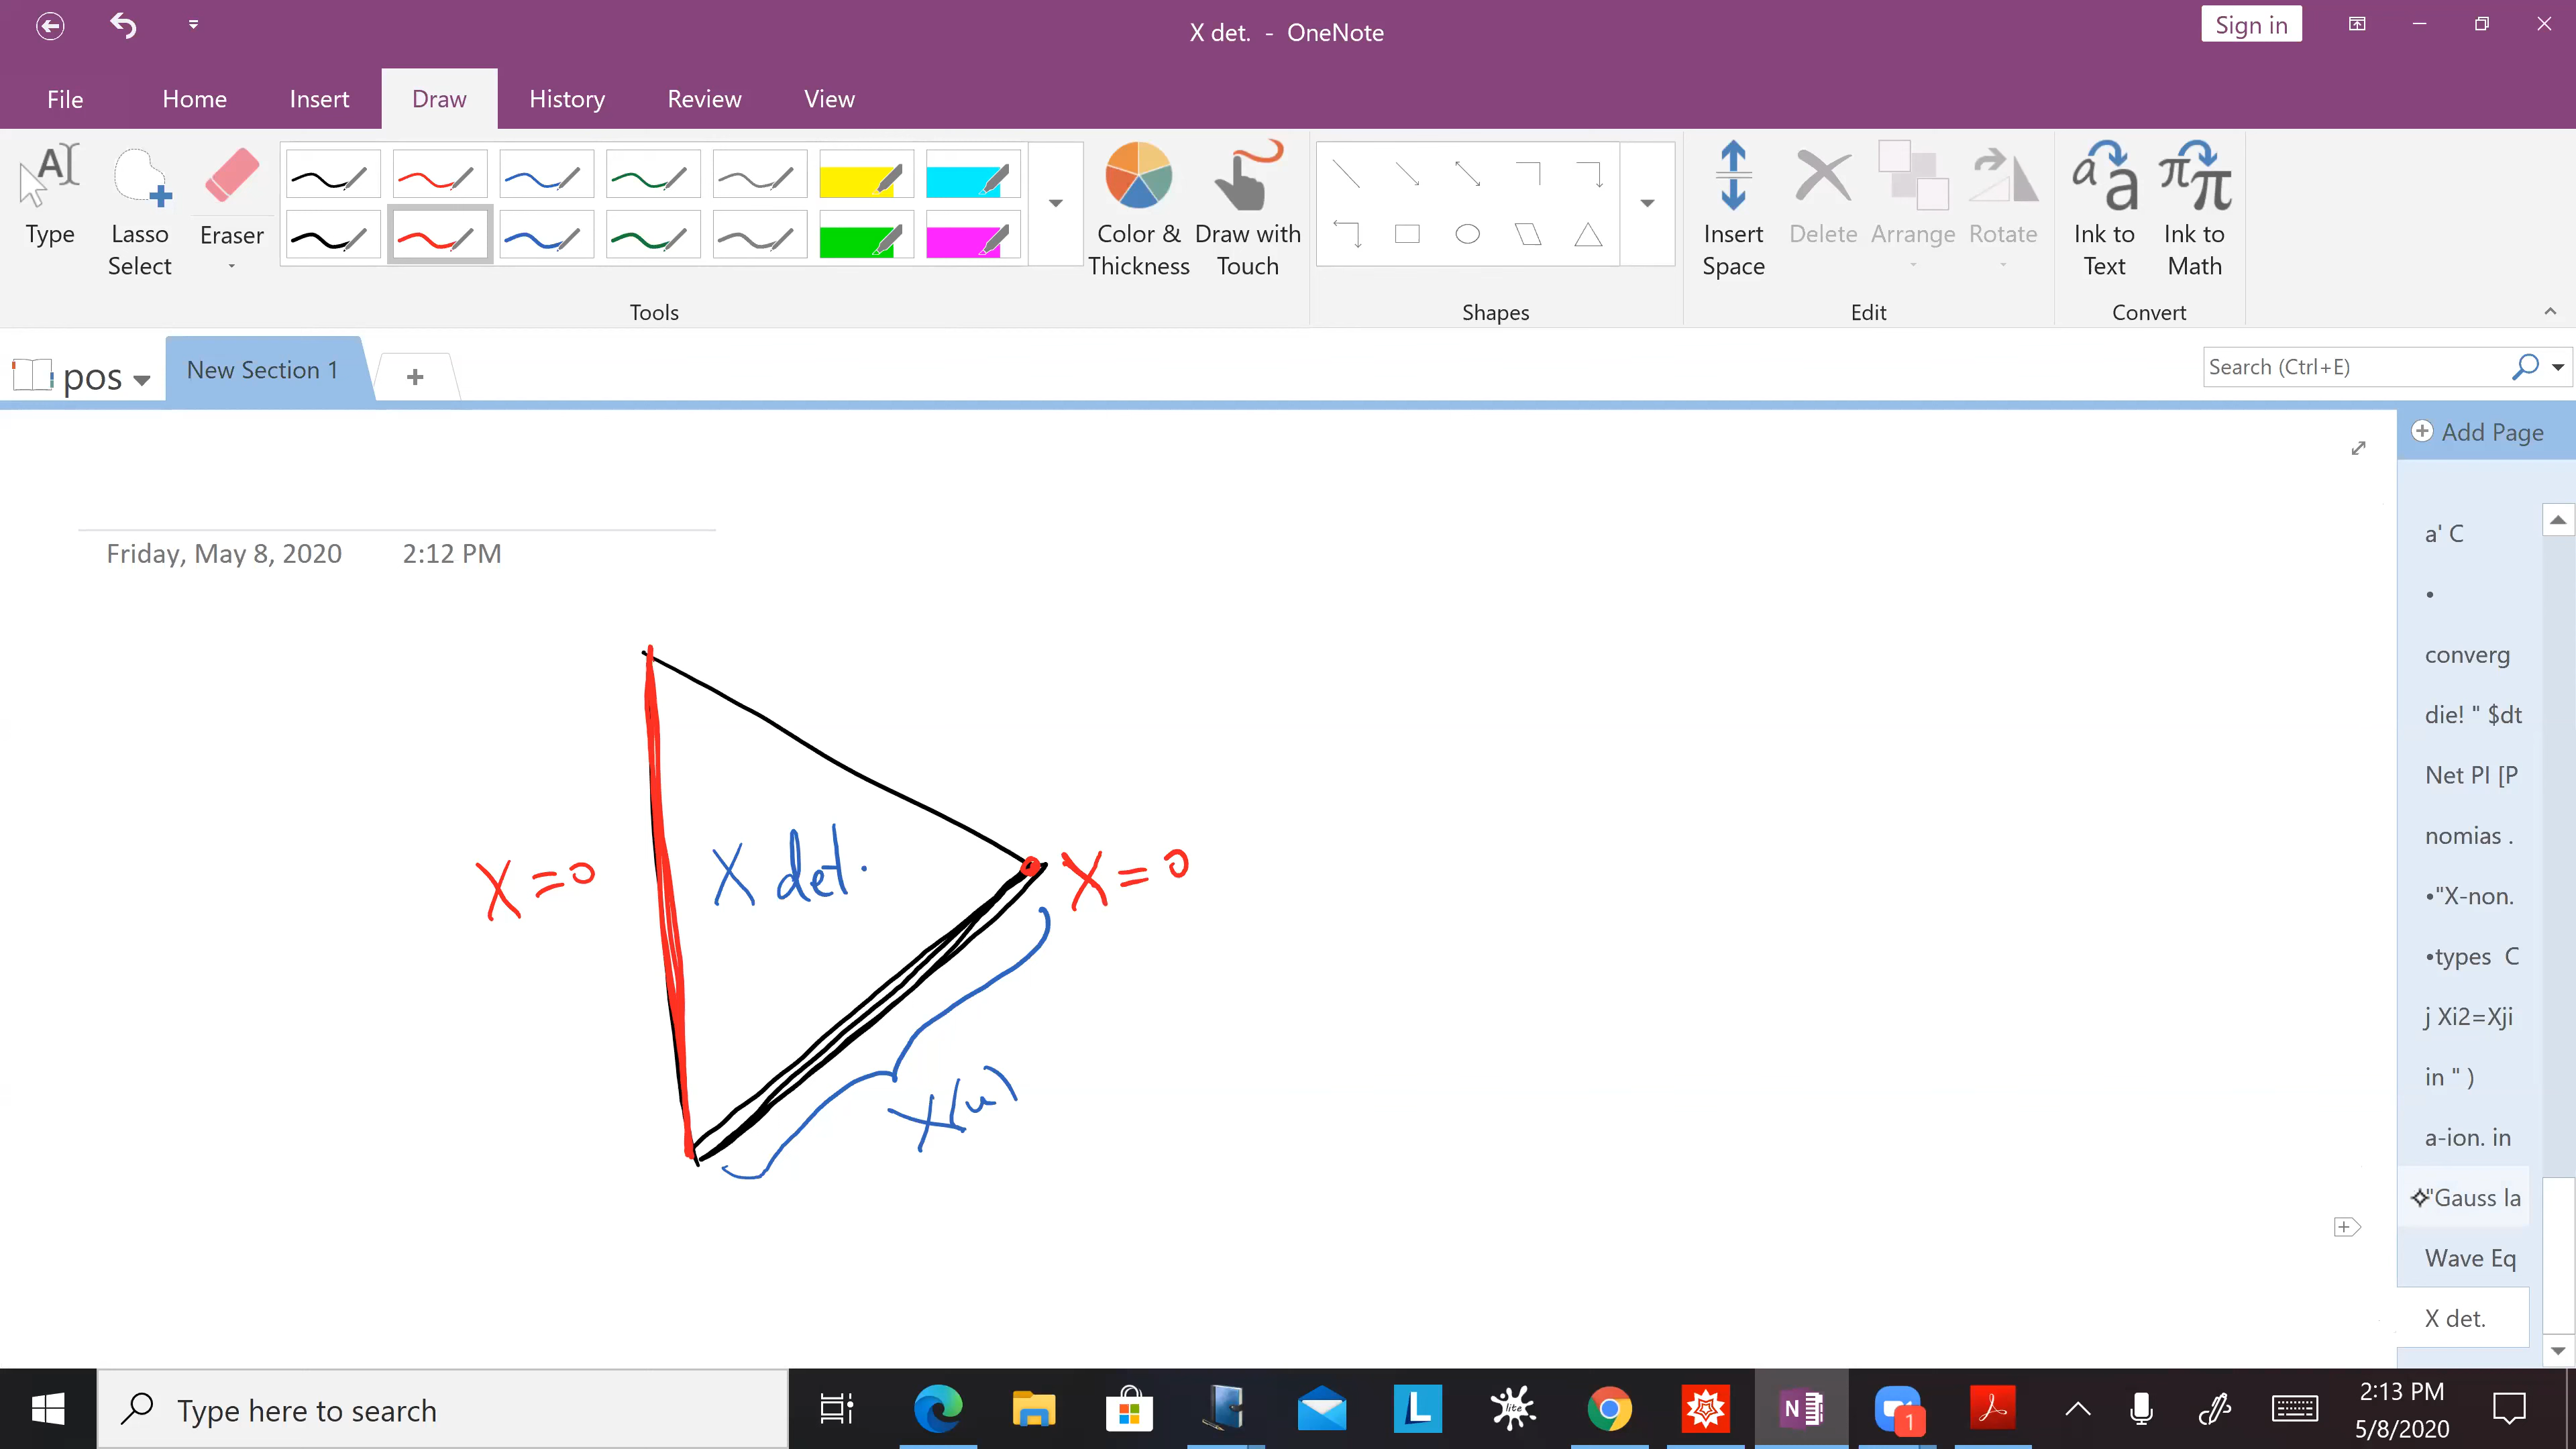 X det. - OneNote
Sign in
File Home Insert Draw History Review View
Type
Lasso Select
Eraser
Color & Thickness
Draw with Touch
Insert Space
Delete
Arrange
Rotate
Ink to Text
Ink to Math
Tools Shapes Edit Convert
pos New Section 1 +
Search (Ctrl+E)
Add Page
Friday, May 8, 2020 2:12 PM
X = 0
X det.
X = 0
X(u)
a' C
•
converg
die! " $dt
Net PI [P
nomias .
•"X-non.
•types C
j Xi2=Xji
in " )
a-ion. in
"Gauss la
Wave Eq
X det.
Type here to search
L
lite
N
1
2:13 PM
5/8/2020